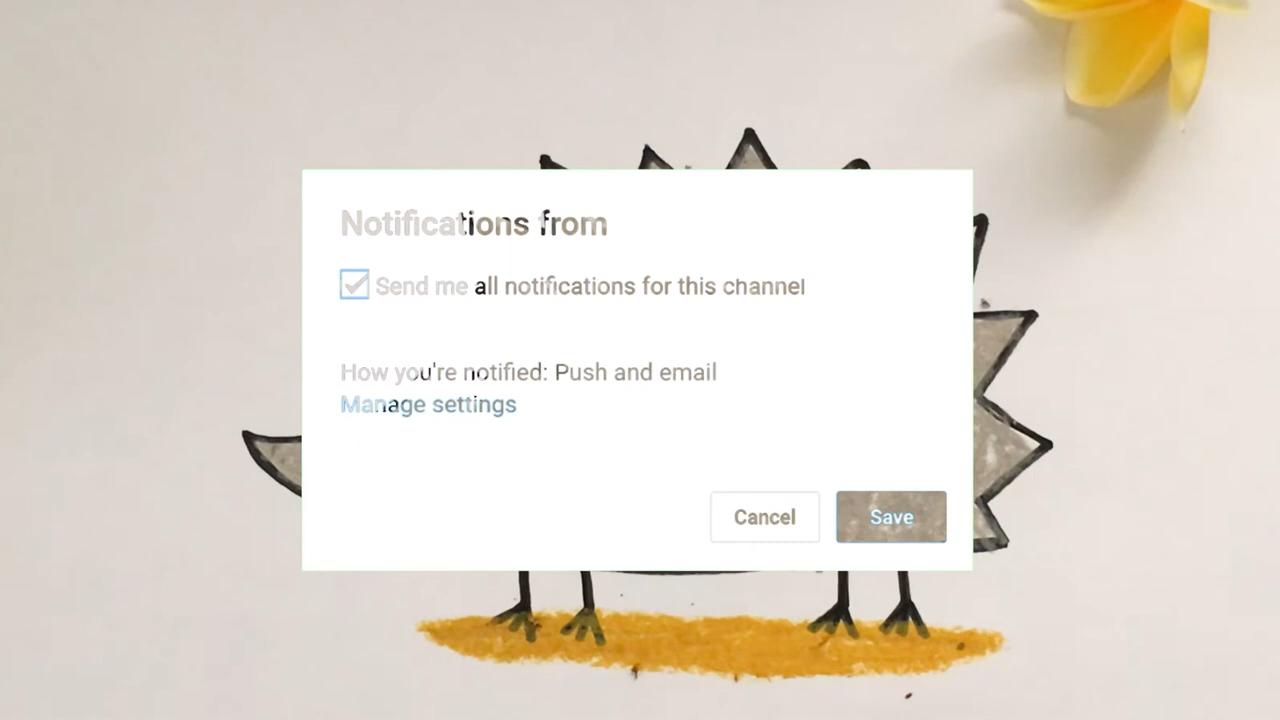 Notifications from
Send me all notifications for this channel
How you're notified: Push and email
Manage settings
Cancel
Save